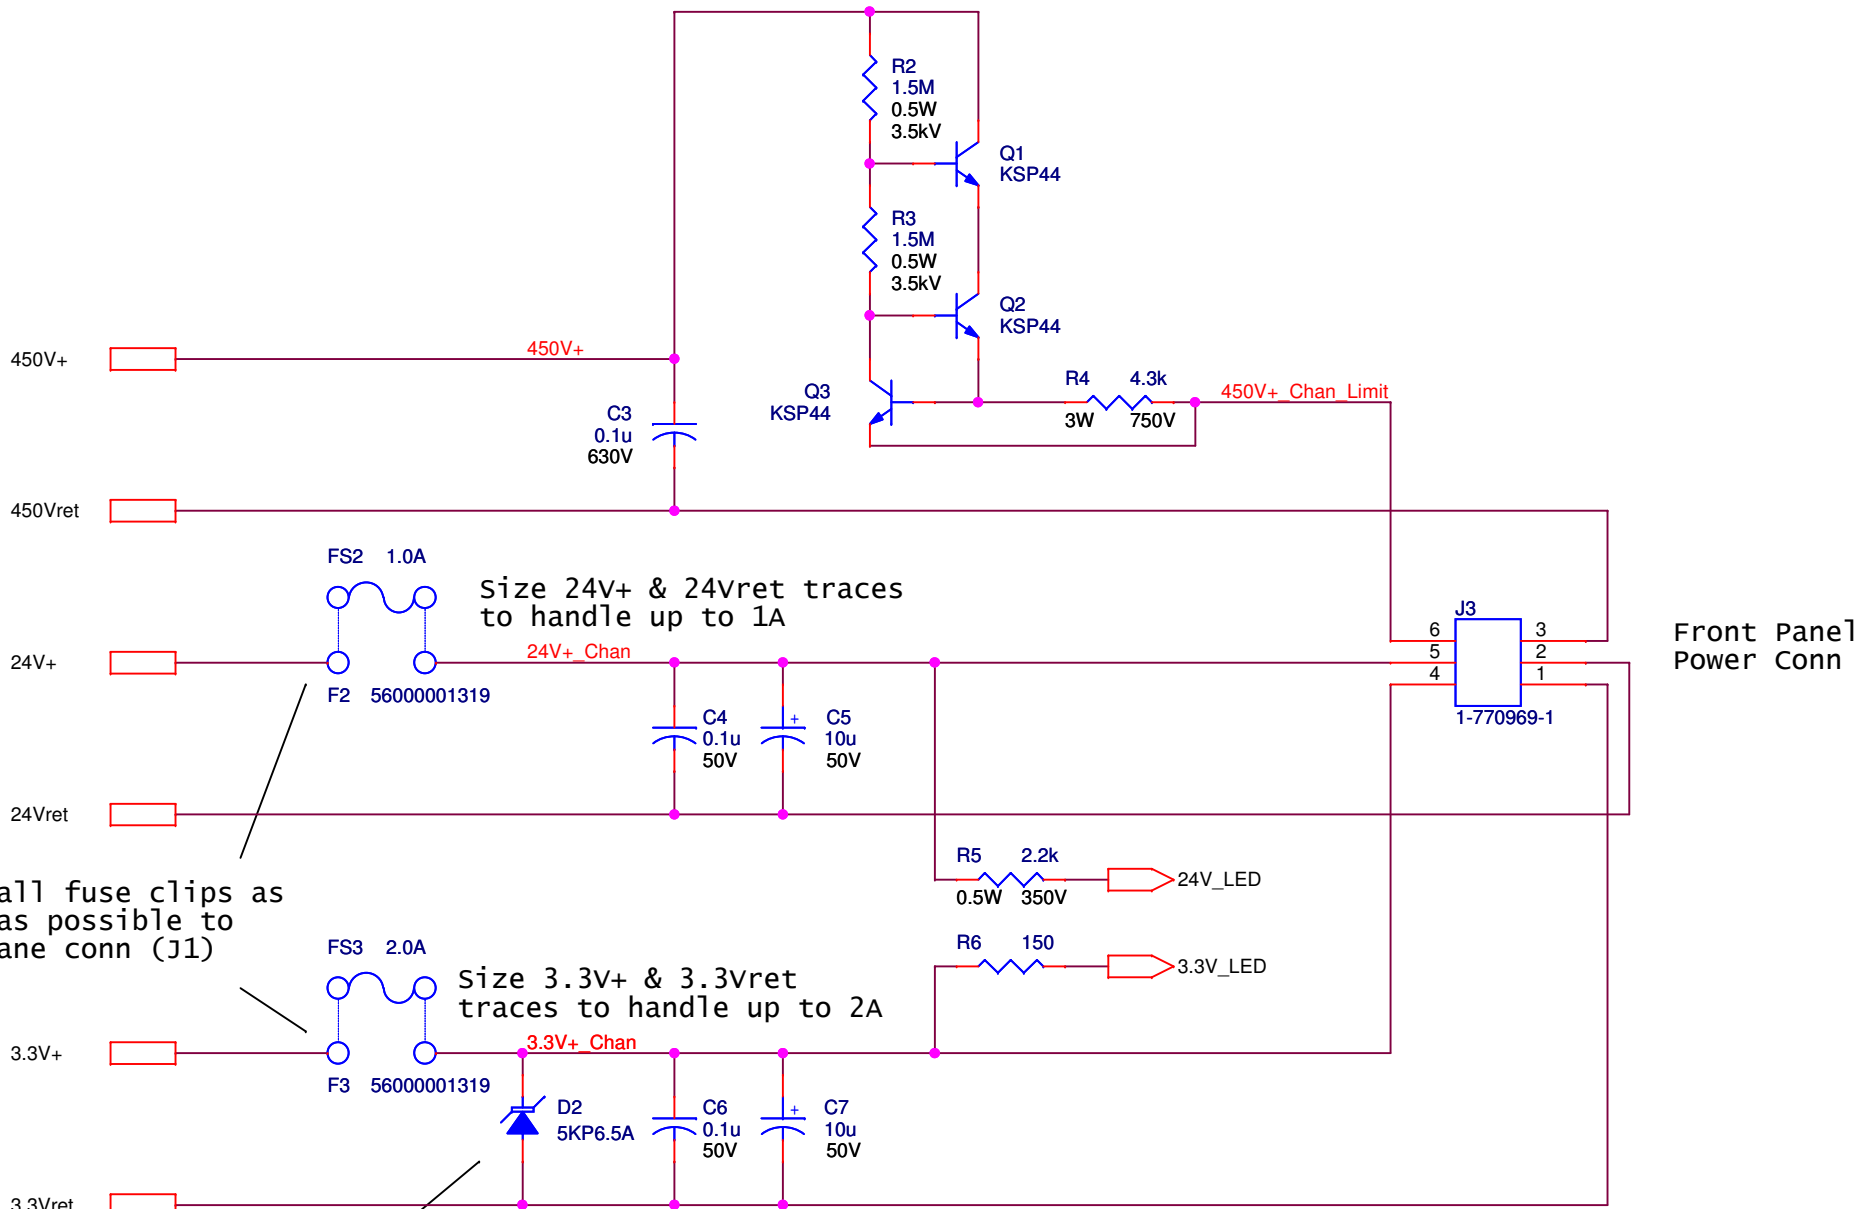 R2
1.5M
0.5W
3.5kV
Q1
KSP44
R3
1.5M
0.5W
3.5kV
Q2
KSP44
450V+
450V+
Q3
KSP44
R4 4.3k
3W 750V
450V+_Chan_Limit
C3
0.1u
630V
450Vret
FS2 1.0A
Size 24V+ & 24Vret traces
to handle up to 1A
24V+
24V+_Chan
F2 56000001319
J3
6 3
5 2
4 1
1-770969-1
Front Panel
Power Conn
C4
0.1u
50V
+
C5
10u
50V
24Vret
R5 2.2k
0.5W 350V
24V_LED
all fuse clips as
as possible to
ane conn (J1)
R6 150
3.3V_LED
FS3 2.0A
Size 3.3V+ & 3.3Vret
traces to handle up to 2A
3.3V+
3.3V+_Chan
F3 56000001319
D2
5KP6.5A
C6
0.1u
50V
+
C7
10u
50V
3.3Vret